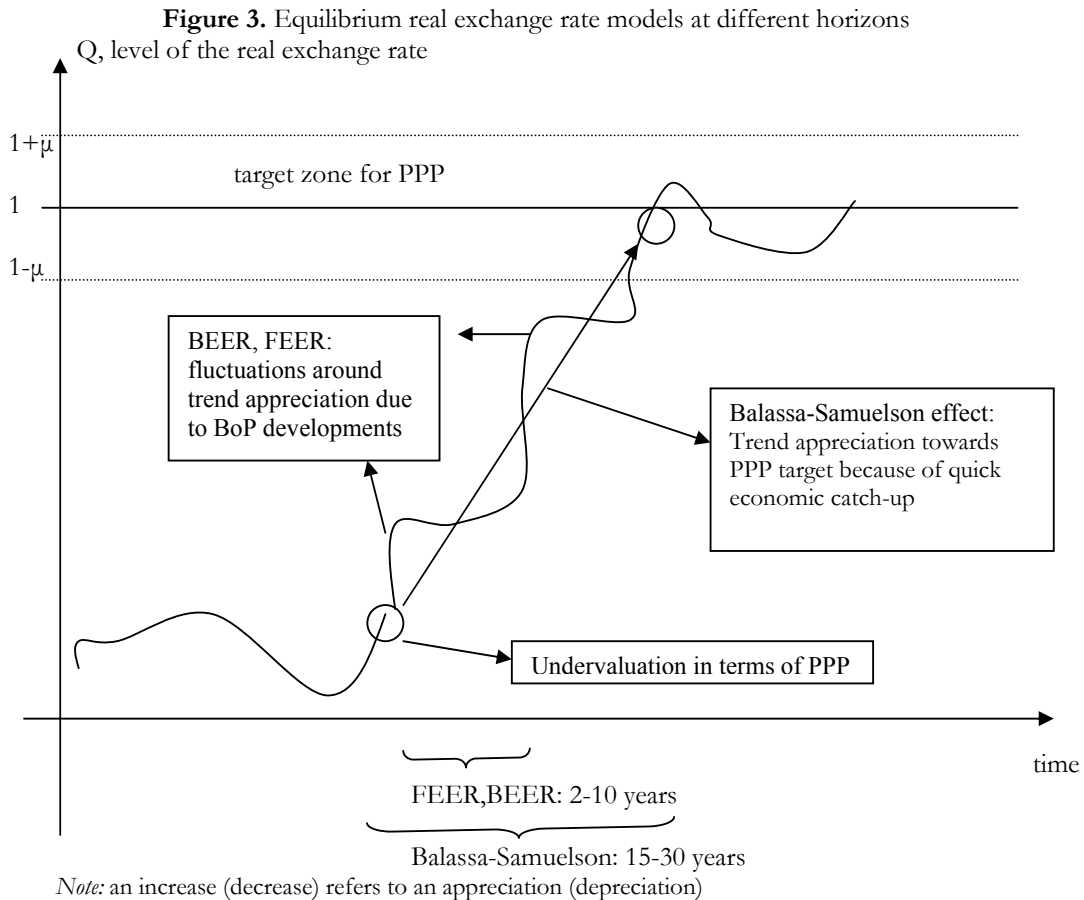 Figure 3. Equilibrium real exchange rate models at different horizons
Q, level of the real exchange rate
1+μ
target zone for PPP
1
1-μ
BEER, FEER:
fluctuations around
trend appreciation due
to BoP developments
Balassa-Samuelson effect:
Trend appreciation towards
PPP target because of quick
economic catch-up
Undervaluation in terms of PPP
time
FEER,BEER: 2-10 years
Balassa-Samuelson: 15-30 years
Note: an increase (decrease) refers to an appreciation (depreciation)